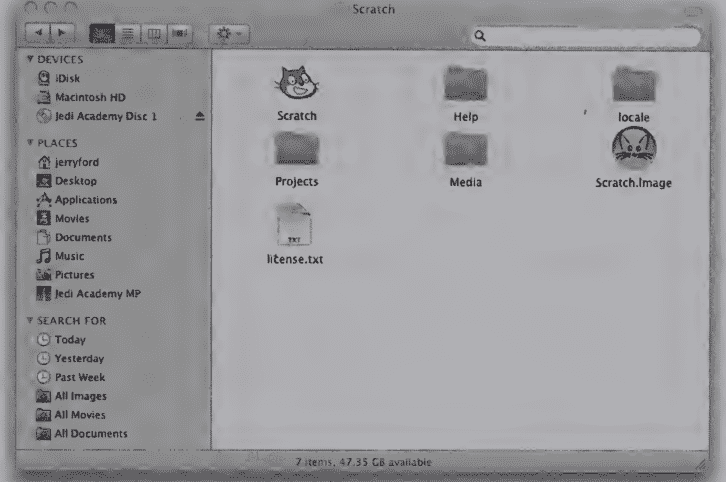 Scratch
DEVICES
iDisk
Macintosh HD
Jedi Academy Disc 1
PLACES
jerryford
Desktop
Applications
Movies
Documents
Music
Pictures
Jedi Academy MP
SEARCH FOR
Today
Yesterday
Past Week
All Images
All Movies
All Documents
Scratch
Help
locale
Projects
Media
Scratch.Image
TXT
license.txt
7 items, 47.35 GB available